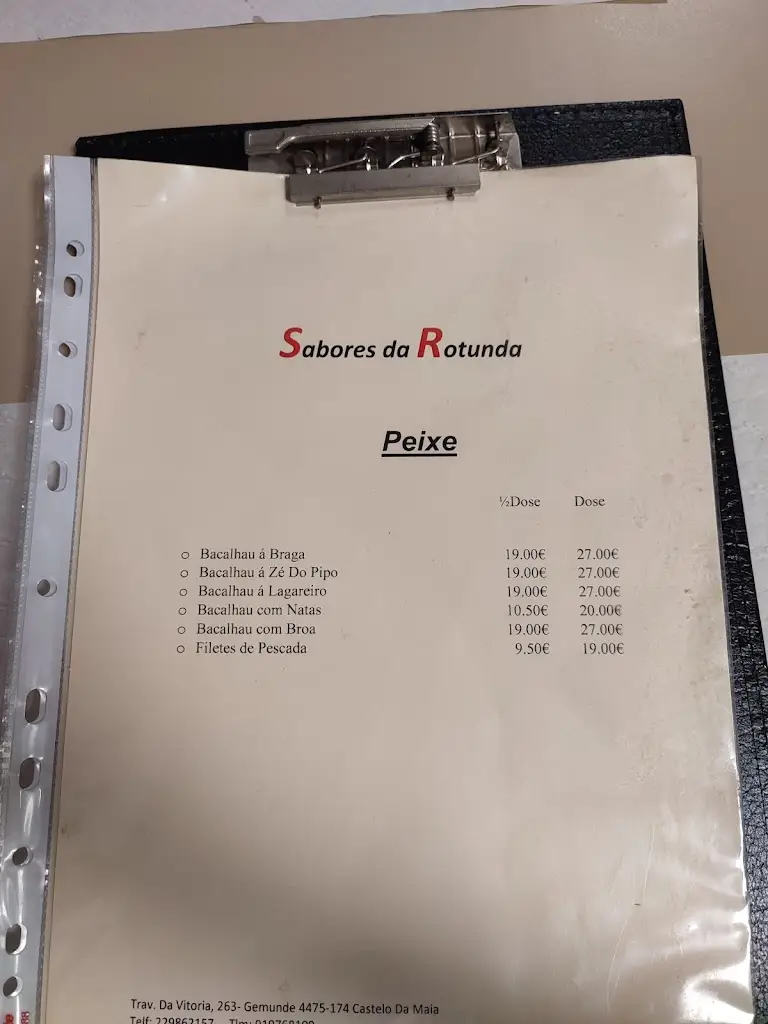 Sabores da Rotunda
Peixe
½Dose Dose
o Bacalhau á Braga 19.00€ 27.00€
o Bacalhau á Zé Do Pipo 19.00€ 27.00€
o Bacalhau á Lagareiro 19.00€ 27.00€
o Bacalhau com Natas 10.50€ 20.00€
o Bacalhau com Broa 19.00€ 27.00€
o Filetes de Pescada 9.50€ 19.00€
Trav. Da Vitoria, 263- Gemunde 4475-174 Castelo Da Maia
Telf: 229862157 Tlm: